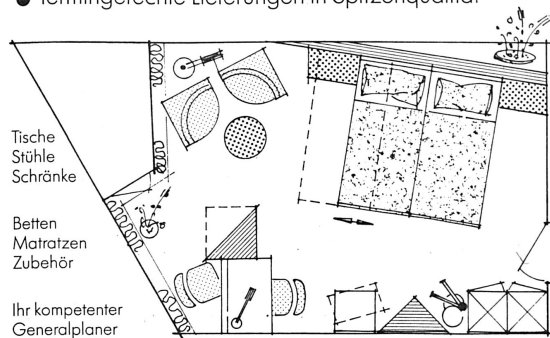 ● Termingerechte Lieferungen in Spitzenqualität
Tische
Stühle
Schränke
Betten
Matratzen
Zubehör
Ihr kompetenter
Generalplaner